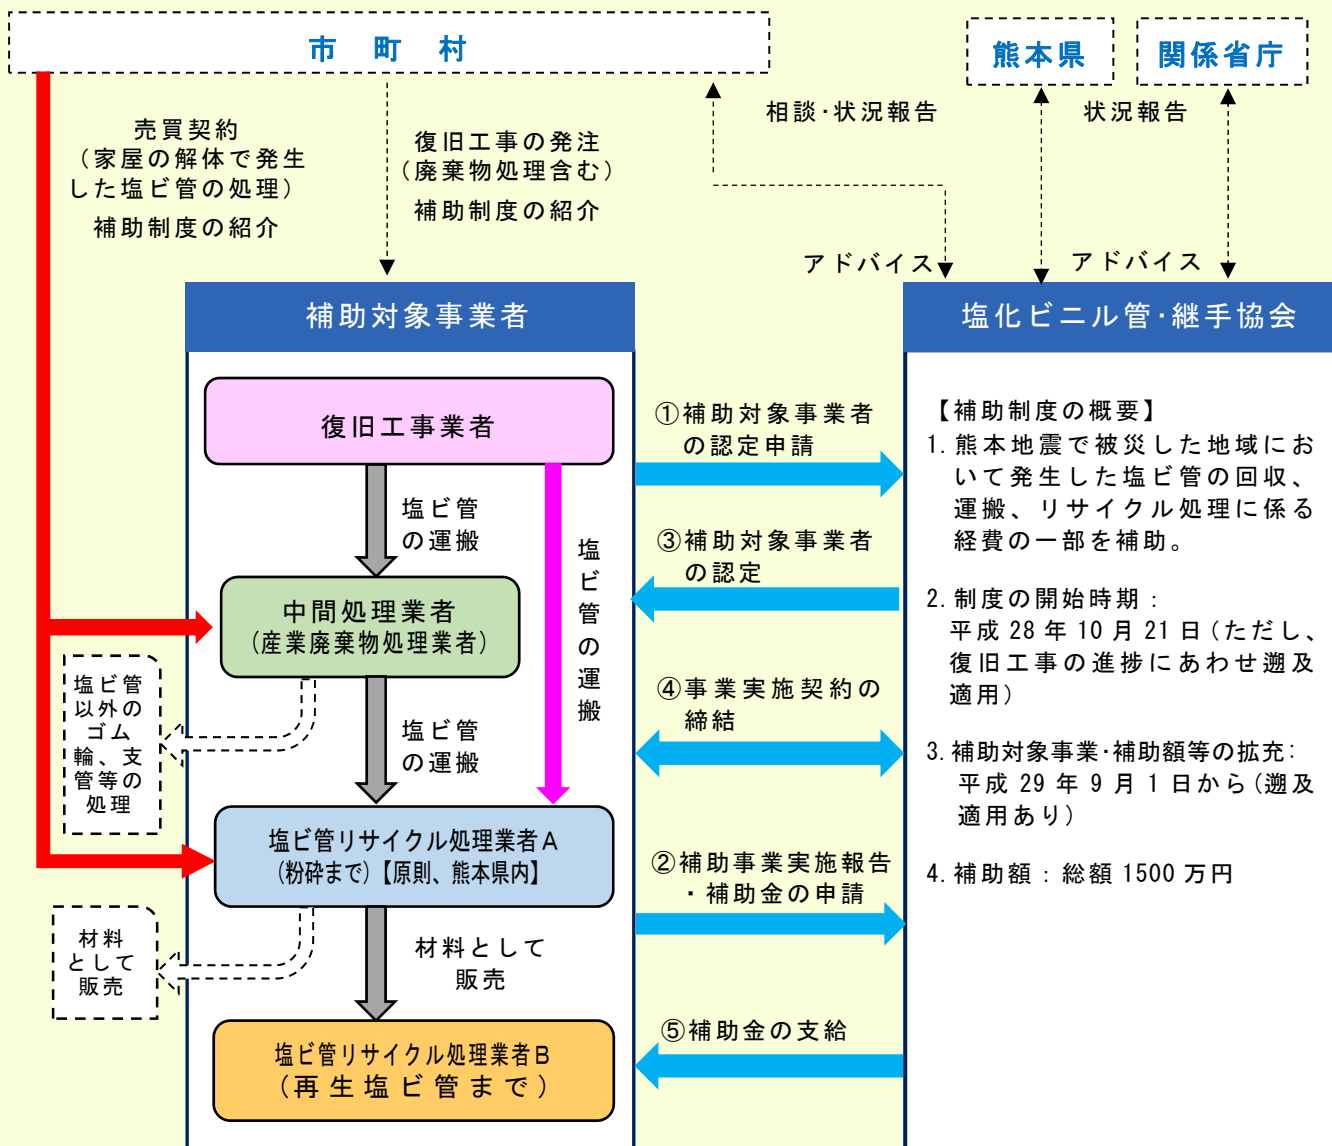 市 町 村
熊本県
関係省庁
売買契約
（家屋の解体で発生
した塩ビ管の処理）
補助制度の紹介
復旧工事の発注
（廃棄物処理含む）
補助制度の紹介
相談・状況報告
アドバイス
状況報告
アドバイス
補助対象事業者
復旧工事業者
塩ビ管
の運搬
塩ビ管の運搬
中間処理業者
（産業廃棄物処理業者）
塩ビ管
以外の
ゴム
輪、支
管等の
処理
塩ビ管
の運搬
塩ビ管リサイクル処理業者A
（粉砕まで）【原則、熊本県内】
材料
として
販売
材料として
販売
塩ビ管リサイクル処理業者B
（再生塩ビ管まで）
①補助対象事業者
の認定申請
③補助対象事業者
の認定
④事業実施契約の
締結
②補助事業実施報告
・補助金の申請
⑤補助金の支給
塩化ビニル管・継手協会
【補助制度の概要】
1. 熊本地震で被災した地域にお
いて発生した塩ビ管の回収、
運搬、リサイクル処理に係る
経費の一部を補助。
2. 制度の開始時期：
平成 28 年 10 月 21 日（ただし、
復旧工事の進捗にあわせ遡及
適用）
3. 補助対象事業・補助額等の拡充：
平成 29 年 9 月 1 日から（遡及
適用あり）
4. 補助額：総額 1500 万円